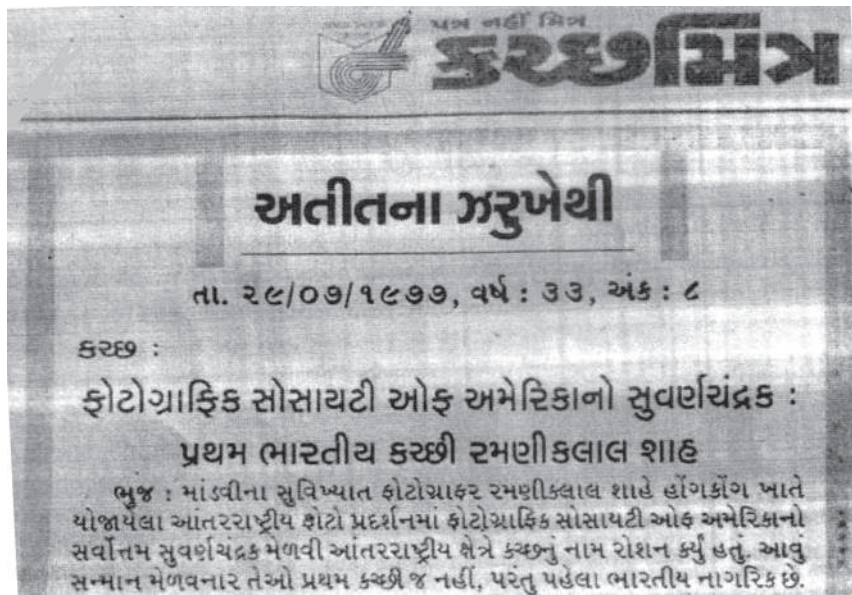 પત્ર નહીં મિત્ર
કચ્છમિત્ર
અતીતના ઝરુખેથી
તા. ૨૯/૦૭/૧૯૭૭, વર્ષ : ૩૩, અંક : ૮
કચ્છ :
ફોટોગ્રાફિક સોસાયટી ઓફ અમેરિકાનો સુવર્ણચંદ્રક :
પ્રથમ ભારતીય કચ્છી રમણીકલાલ શાહ
ભુજ : માંડવીના સુવિખ્યાત ફોટોગ્રાફર રમણીકલાલ શાહે હોંગકોંગ ખાતે
યોજાયેલા આંતરરાષ્ટ્રીય ફોટો પ્રદર્શનમાં ફોટોગ્રાફિક સોસાયટી ઓફ અમેરિકાનો
સર્વોત્તમ સુવર્ણચંદ્રક મેળવી આંતરરાષ્ટ્રીય ક્ષેત્રે કચ્છનું નામ રોશન કર્યું હતું. આવું
સન્માન મેળવનાર તેઓ પ્રથમ કચ્છી જ નહીં, પરંતુ પહેલા ભારતીય નાગરિક છે.